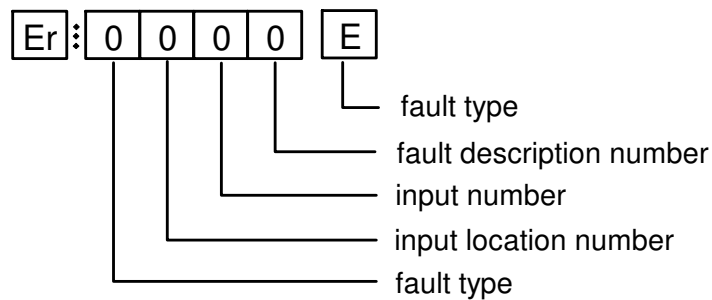 Er⋮ 0 0 0 0 E
fault type
fault description number
input number
input location number
fault type